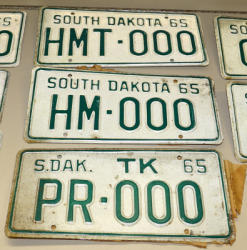 SOUTH DAKOTA 65
HMT-000
SOUTH DAKOTA 65
HM-000
S.DAK. TK 65
PR-000